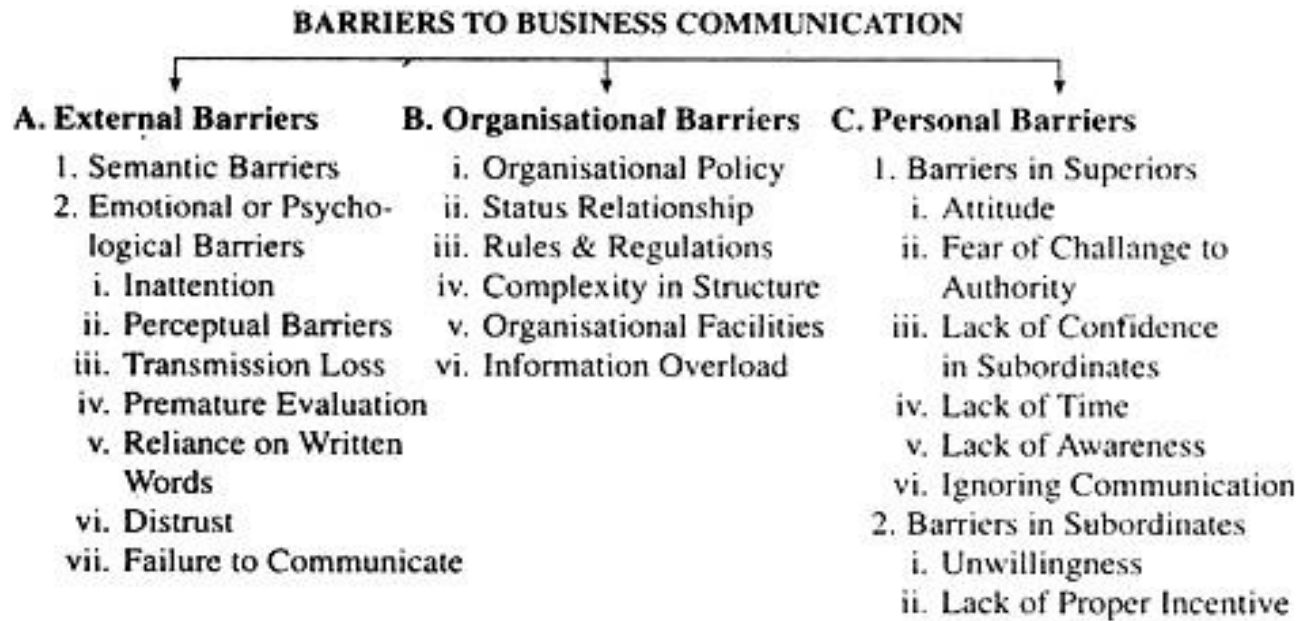 BARRIERS TO BUSINESS COMMUNICATION
A. External Barriers
1. Semantic Barriers
2. Emotional or Psycho-
logical Barriers
i. Inattention
ii. Perceptual Barriers
iii. Transmission Loss
iv. Premature Evaluation
v. Reliance on Written
Words
vi. Distrust
vii. Failure to Communicate
B. Organisational Barriers
i. Organisational Policy
ii. Status Relationship
iii. Rules & Regulations
iv. Complexity in Structure
v. Organisational Facilities
vi. Information Overload
C. Personal Barriers
1. Barriers in Superiors
i. Attitude
ii. Fear of Challange to
Authority
iii. Lack of Confidence
in Subordinates
iv. Lack of Time
v. Lack of Awareness
vi. Ignoring Communication
2. Barriers in Subordinates
i. Unwillingness
ii. Lack of Proper Incentive